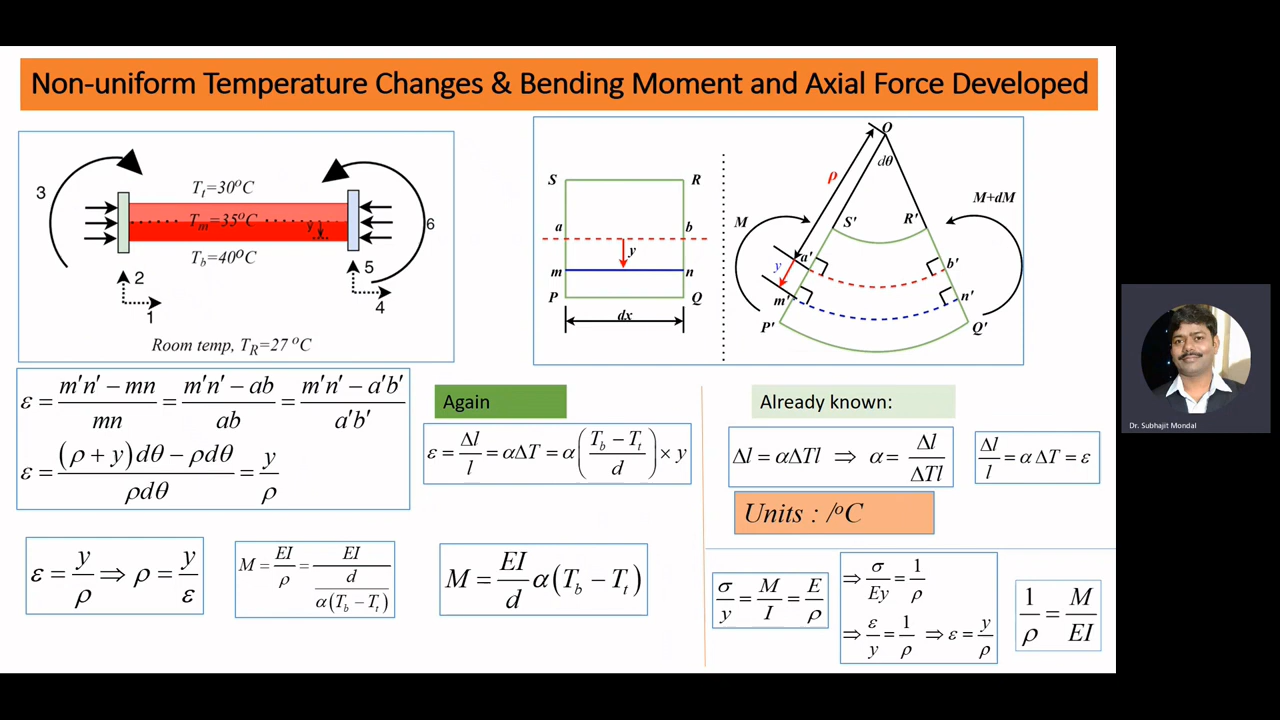 Non-uniform Temperature Changes & Bending Moment and Axial Force Developed
3
T_t=30°C
T_m=35°C
y
T_b=40°C
6
2
1
5
4
Room temp, T_R=27 °C
S R
a b
y
m n
P Q
dx
O
dθ
ρ
M
M+dM
S' R'
y a' b'
m' n'
P' Q'
ε = (m'n' − mn)/mn = (m'n' − ab)/ab = (m'n' − a'b')/a'b'
ε = ((ρ + y)dθ − ρdθ)/ρdθ = y/ρ
Again
ε = Δl/l = αΔT = α((T_b − T_t)/d) × y
Already known:
Δl = αΔTl ⇒ α = Δl/ΔTl
Δl/l = α ΔT = ε
Units : /°C
ε = y/ρ ⇒ ρ = y/ε
M = EI/ρ = EI/(d/(α(T_b − T_t)))
M = EI/d α(T_b − T_t)
σ/y = M/I = E/ρ
⇒ σ/Ey = 1/ρ
⇒ ε/y = 1/ρ ⇒ ε = y/ρ
1/ρ = M/EI
Dr. Subhajit Mondal